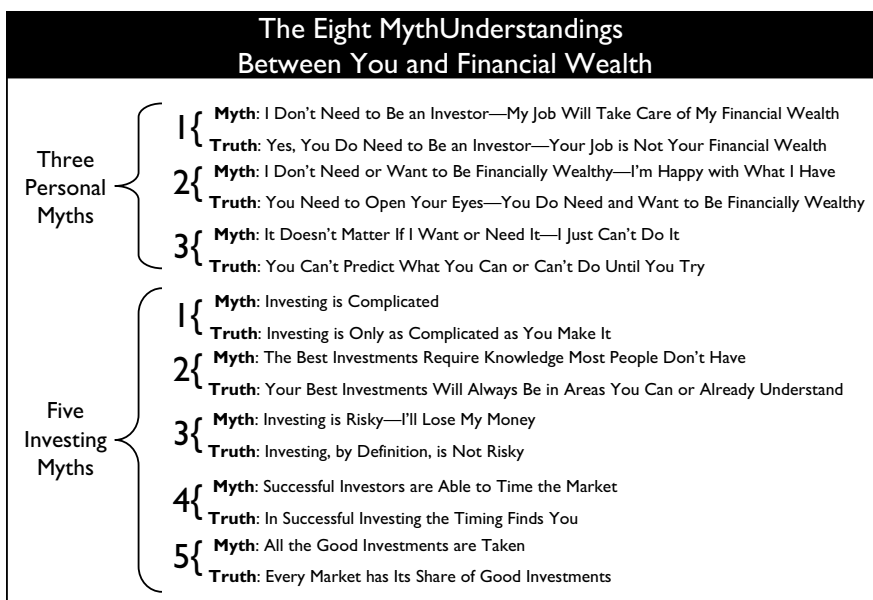 The Eight MythUnderstandings
Between You and Financial Wealth
Three
Personal
Myths
1{
Myth: I Don't Need to Be an Investor—My Job Will Take Care of My Financial Wealth
Truth: Yes, You Do Need to Be an Investor—Your Job is Not Your Financial Wealth
2{
Myth: I Don't Need or Want to Be Financially Wealthy—I'm Happy with What I Have
Truth: You Need to Open Your Eyes—You Do Need and Want to Be Financially Wealthy
3{
Myth: It Doesn't Matter If I Want or Need It—I Just Can't Do It
Truth: You Can't Predict What You Can or Can't Do Until You Try
Five
Investing
Myths
1{
Myth: Investing is Complicated
Truth: Investing is Only as Complicated as You Make It
2{
Myth: The Best Investments Require Knowledge Most People Don't Have
Truth: Your Best Investments Will Always Be in Areas You Can or Already Understand
3{
Myth: Investing is Risky—I'll Lose My Money
Truth: Investing, by Definition, is Not Risky
4{
Myth: Successful Investors are Able to Time the Market
Truth: In Successful Investing the Timing Finds You
5{
Myth: All the Good Investments are Taken
Truth: Every Market has Its Share of Good Investments